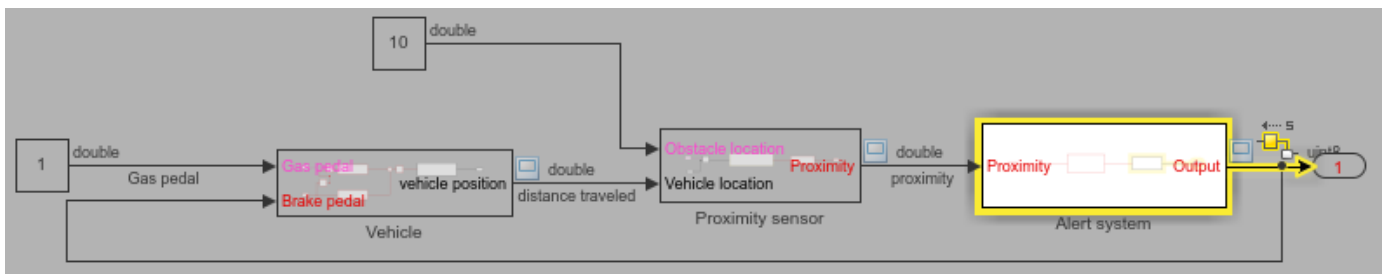 10
double
1
double
Gas pedal
Gas pedal
Brake pedal
vehicle position
Vehicle
double
distance traveled
Obstacle location
Vehicle location
Proximity
Proximity sensor
double
proximity
Proximity
Output
Alert system
5
uint8
1